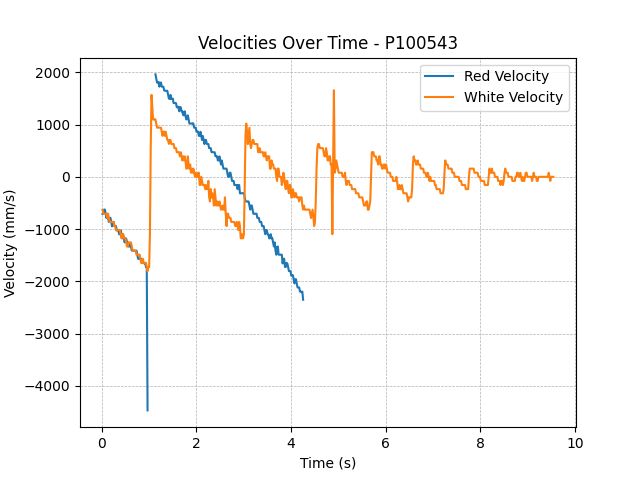 Velocities Over Time - P100543
Red Velocity
White Velocity
2000
1000
0
−1000
−2000
−3000
−4000
Velocity (mm/s)
0 2 4 6 8 10
Time (s)